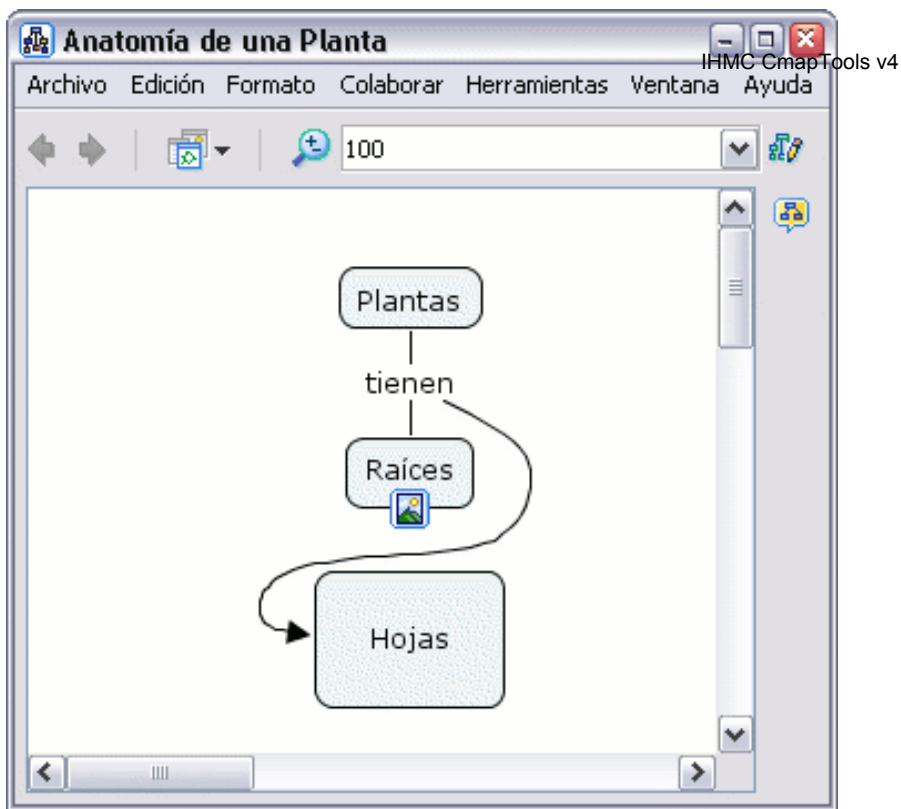 Anatomía de una Planta
IHMC CmapTools v4
Archivo Edición Formato Colaborar Herramientas Ventana Ayuda
100
Plantas
tienen
Raíces
Hojas